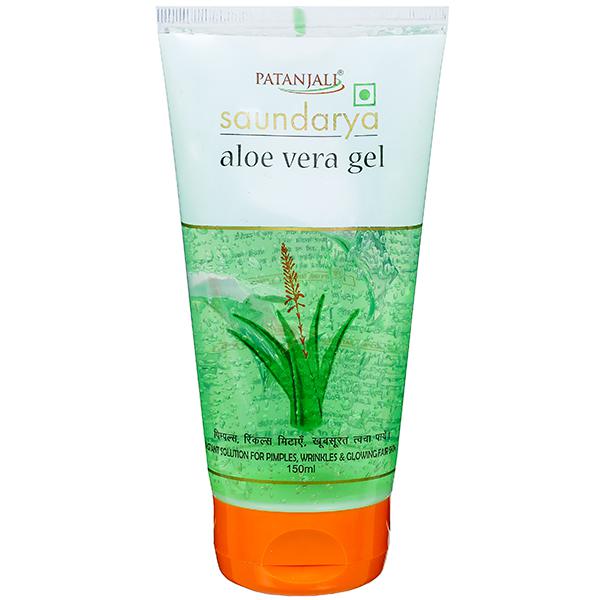 PATANJALI®
saundarya
aloe vera gel
पिम्पल्स, रिंकल्स मिटाएँ, खूबसूरत त्वचा पायें।
SOLUTION FOR PIMPLES, WRINKLES & GLOWING FAIR SKIN
150ml